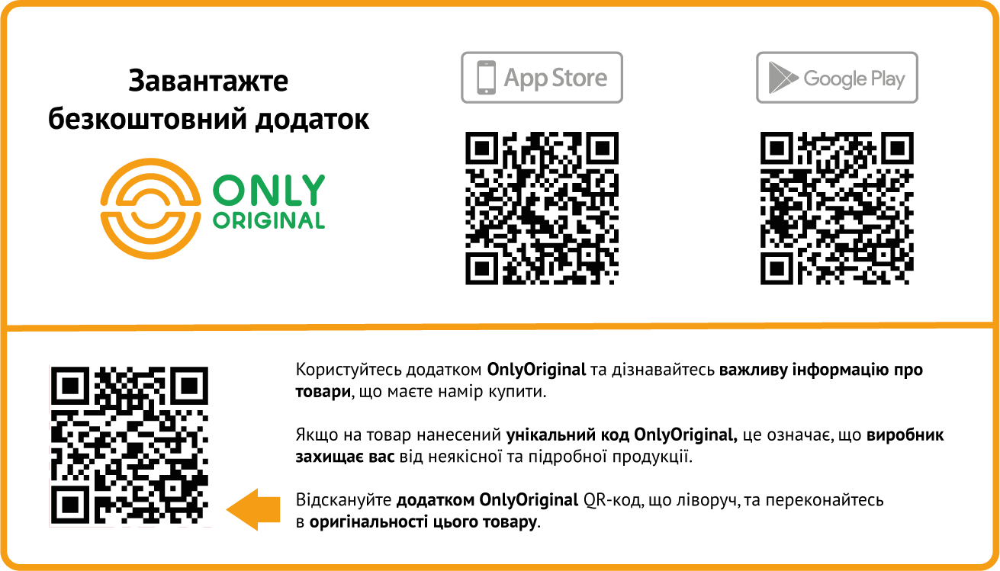 Завантажте
безкоштовний додаток
ONLY
ORIGINAL
App Store
Google Play
Користуйтесь додатком OnlyOriginal та дізнавайтесь важливу інформацію про
товари, що маєте намір купити.
Якщо на товар нанесений унікальний код OnlyOriginal, це означає, що виробник
захищає вас від неякісної та підробної продукції.
Відскануйте додатком OnlyOriginal QR-код, що ліворуч, та переконайтесь
в оригінальності цього товару.